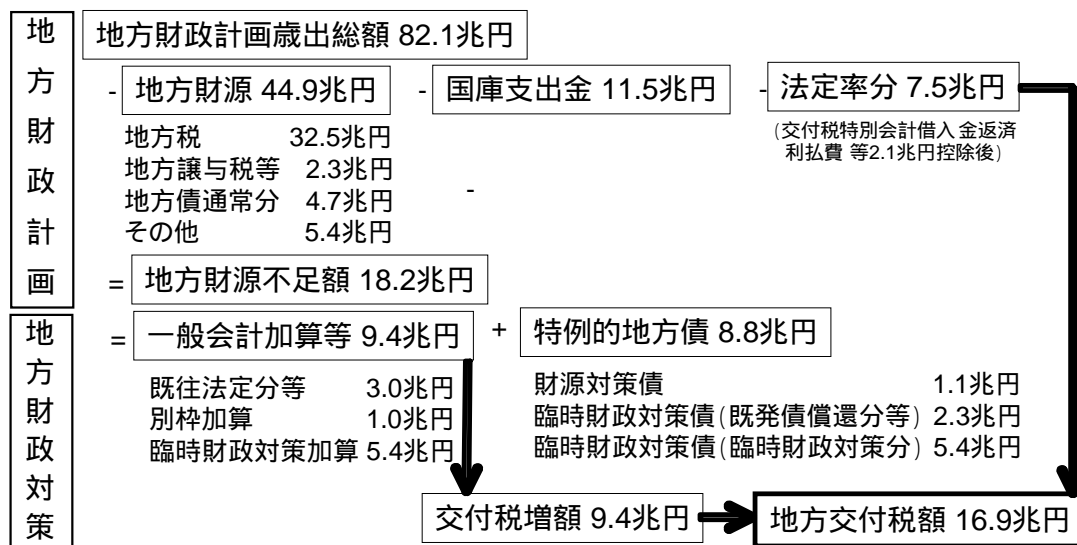 地方財政計画
地方財政計画歳出総額 82.1兆円
- 地方財源 44.9兆円 - 国庫支出金 11.5兆円 - 法定率分 7.5兆円
(交付税特別会計借入金返済
利払費 等2.1兆円控除後)
地方税 32.5兆円
地方譲与税等 2.3兆円
地方債通常分 4.7兆円 -
その他 5.4兆円
= 地方財源不足額 18.2兆円
地方財政対策
= 一般会計加算等 9.4兆円 + 特例的地方債 8.8兆円
既往法定分等 3.0兆円
別枠加算 1.0兆円
臨時財政対策加算 5.4兆円
財源対策債 1.1兆円
臨時財政対策債(既発債償還分等) 2.3兆円
臨時財政対策債(臨時財政対策分) 5.4兆円
交付税増額 9.4兆円
地方交付税額 16.9兆円